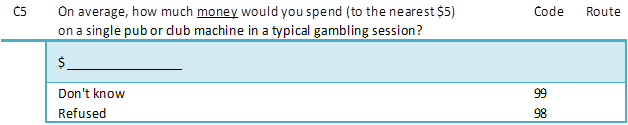 C5 On average, how much money would you spend (to the nearest $5) Code Route
on a single pub or club machine in a typical gambling session?
$_______________
Don't know 99
Refused 98